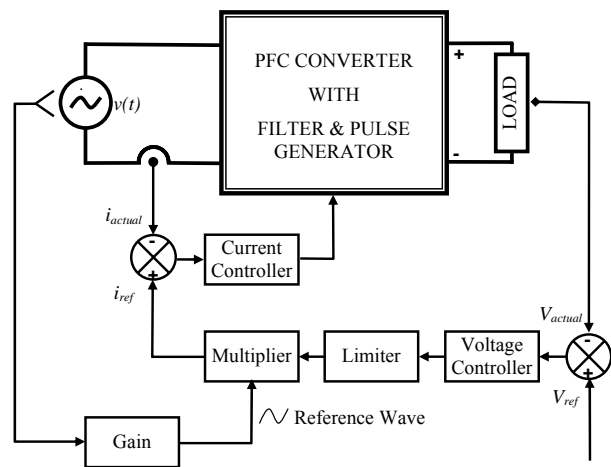 PFC CONVERTER
WITH
FILTER & PULSE
GENERATOR
+
-
LOAD
v(t)
i_actual
-
+
i_ref
Current
Controller
V_actual
-
+
V_ref
Multiplier
Limiter
Voltage
Controller
Reference Wave
Gain